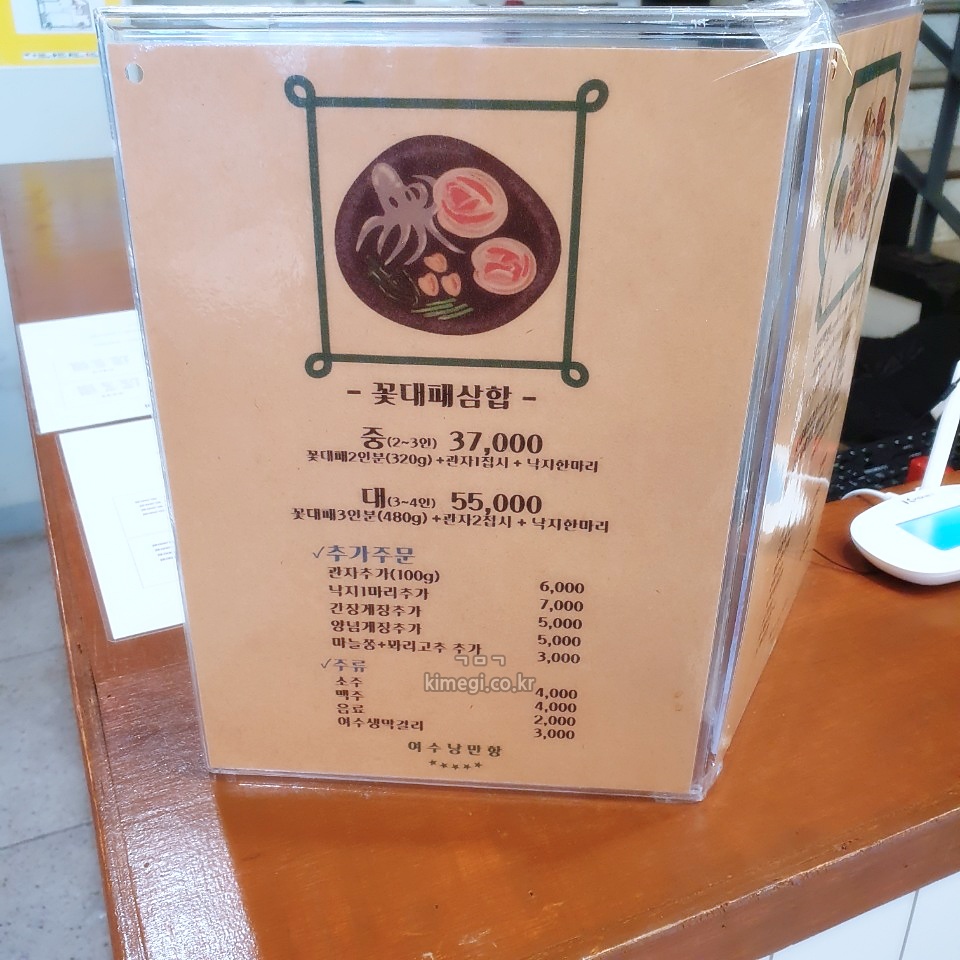 - 꽃대패삼합 -
중(2~3인) 37,000
꽃대패2인분(320g)+관자1접시 + 낙지한마리
대(3~4인) 55,000
꽃대패3인분(480g)+관자2접시 + 낙지한마리
✓추가주문
관자추가(100g) 6,000
낙지1마리추가 7,000
간장게장추가 5,000
양념게장추가 5,000
마늘쫑+꽈리고추 추가 3,000
ㄱㅁㄱ
kimegi.co.kr
✓주류
소주 4,000
맥주 4,000
음료 2,000
여수생막걸리 3,000
여수낭만항